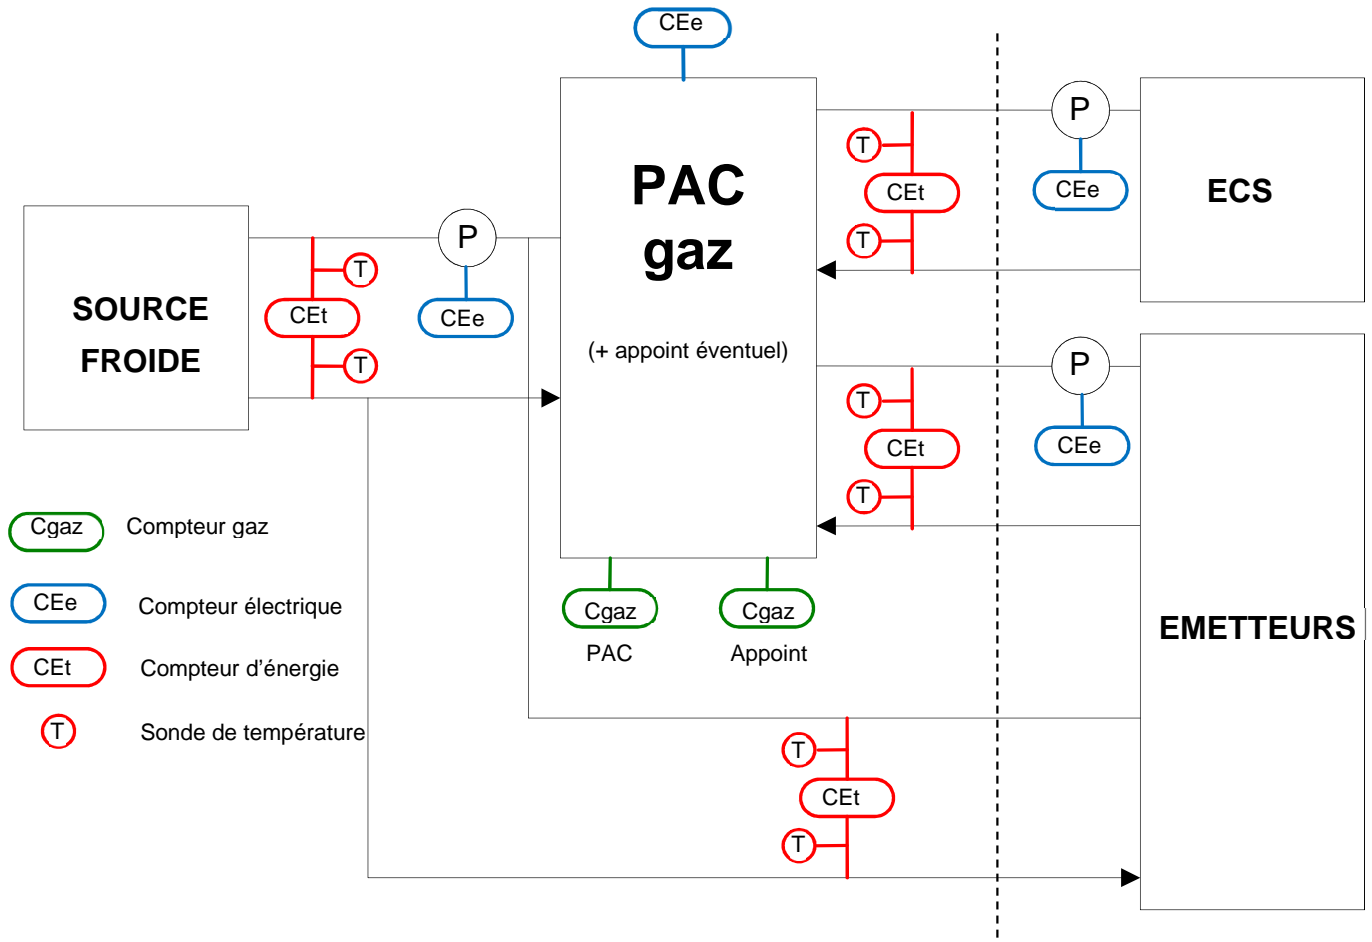 CEe
P
T
CEt
T
CEe
ECS
PAC
gaz
(+ appoint éventuel)
SOURCE
FROIDE
T
CEt
T
P
CEe
T
CEt
T
P
CEe
EMETTEURS
Cgaz
PAC
Cgaz
Appoint
Cgaz Compteur gaz
CEe Compteur électrique
CEt Compteur d'énergie
T Sonde de température
T
CEt
T